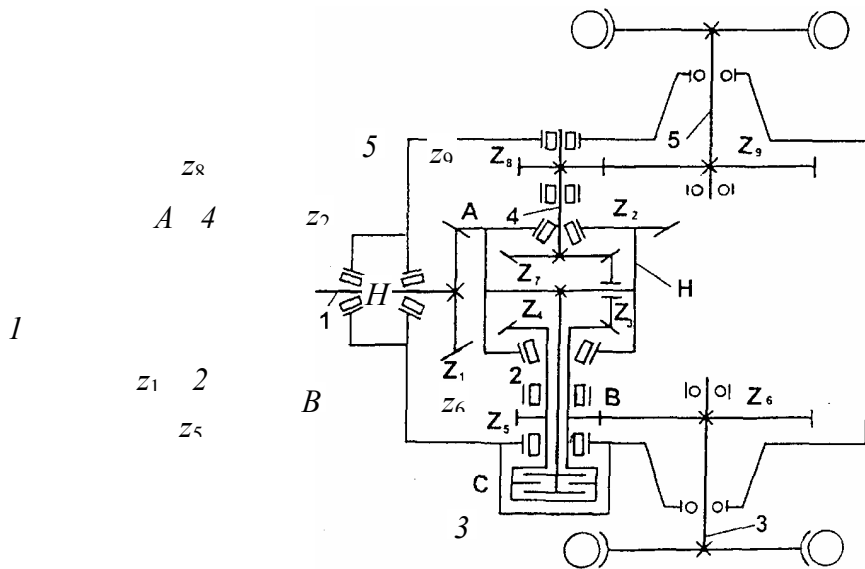 5
Z₉
5 z₉ Z₈
z₈
A 4 z₂ A 4 Z₂
Z₇ H
H
1 Z₄ Z₃
1
Z₁ 2
z₁ 2 B z₆ B Z₆
Z₅
z₅
C
3 3